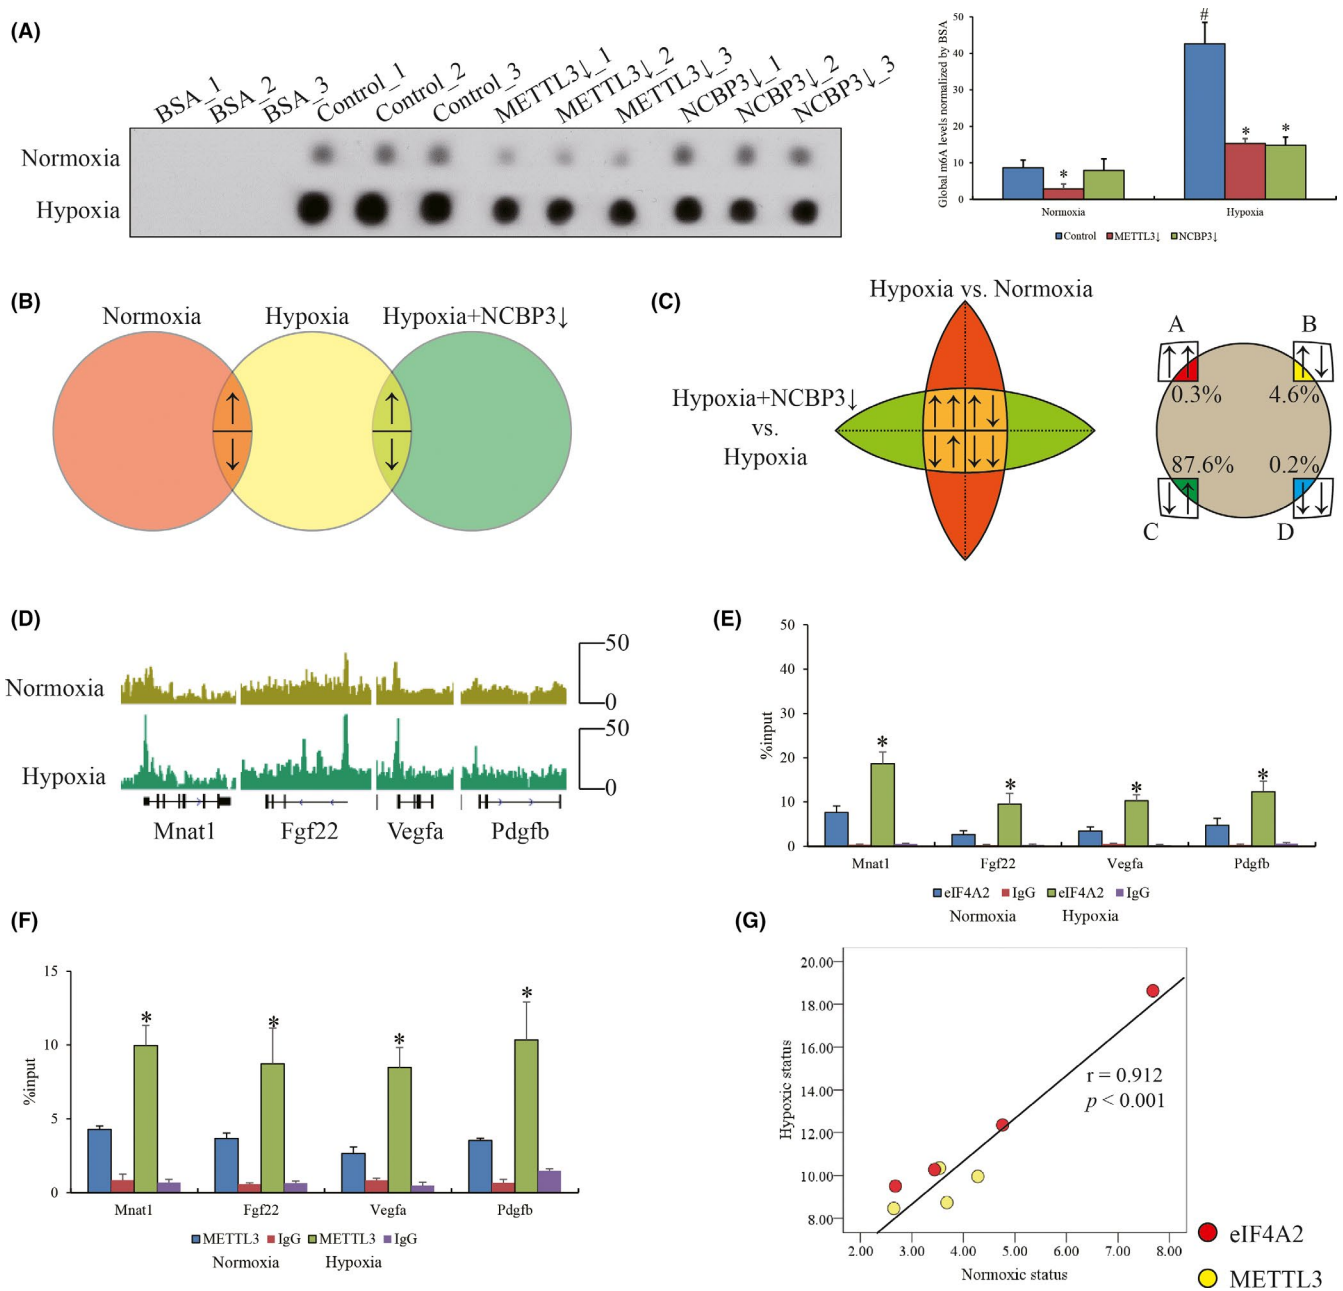 (A)
BSA_1
BSA_2
BSA_3
Control_1
Control_2
Control_3
METTL3↓_1
METTL3↓_2
METTL3↓_3
NCBP3↓_1
NCBP3↓_2
NCBP3↓_3
Normoxia
Hypoxia
Global m6A levels normalized by BSA
50
40
30
20
10
0
#
*
*
*
Normoxia
Hypoxia
Control METTL3↓ NCBP3↓
(B)
Normoxia Hypoxia Hypoxia+NCBP3↓
↑ ↑
↓ ↓
(C)
Hypoxia vs. Normoxia
Hypoxia+NCBP3↓
vs.
Hypoxia
↑↑↑↓
↓↑↓↓
A B
↑↑ ↑↓
0.3% 4.6%
87.6% 0.2%
↓↑ ↓↓
C D
(D)
Normoxia
50
0
Hypoxia
50
0
Mnat1 Fgf22 Vegfa Pdgfb
(E)
%input
50
40
30
20
10
0
* * * *
Mnat1 Fgf22 Vegfa Pdgfb
eIF4A2 IgG eIF4A2 IgG
Normoxia Hypoxia
(F)
%input
15
10
5
0
* * * *
Mnat1 Fgf22 Vegfa Pdgfb
METTL3 IgG METTL3 IgG
Normoxia Hypoxia
(G)
Hypoxic status
20.00
18.00
16.00
14.00
12.00
10.00
8.00
r = 0.912
p < 0.001
2.00 3.00 4.00 5.00 6.00 7.00 8.00
Normoxic status
eIF4A2
METTL3